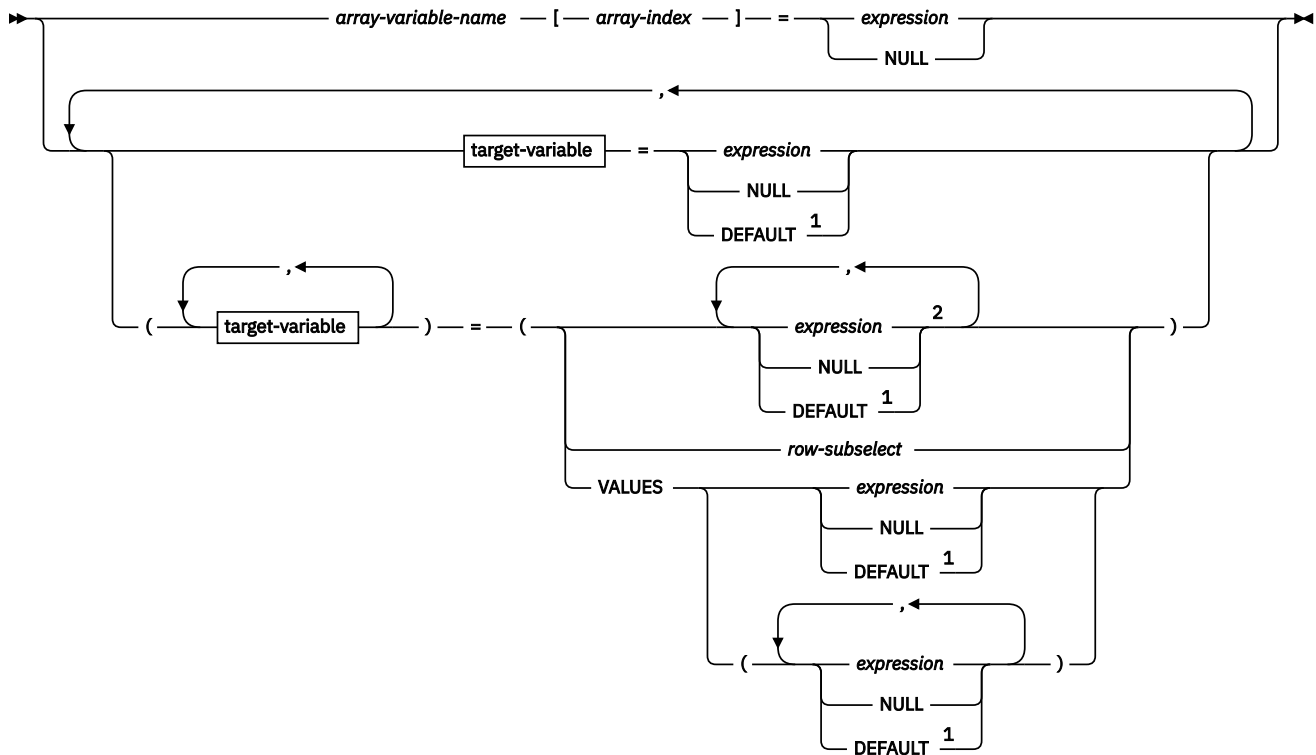 array-variable-name [ array-index ] = expression
NULL
,
target-variable = expression
NULL
DEFAULT 1
, ,
( target-variable ) = ( expression 2 )
NULL
DEFAULT 1
row-subselect
VALUES expression
NULL
DEFAULT 1
,
( expression )
NULL
DEFAULT 1